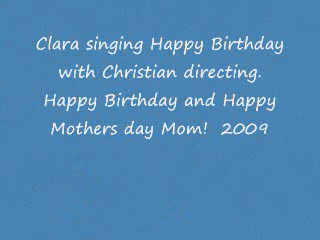 Clara singing Happy Birthday
with Christian directing.
Happy Birthday and Happy
Mothers day Mom!  2009